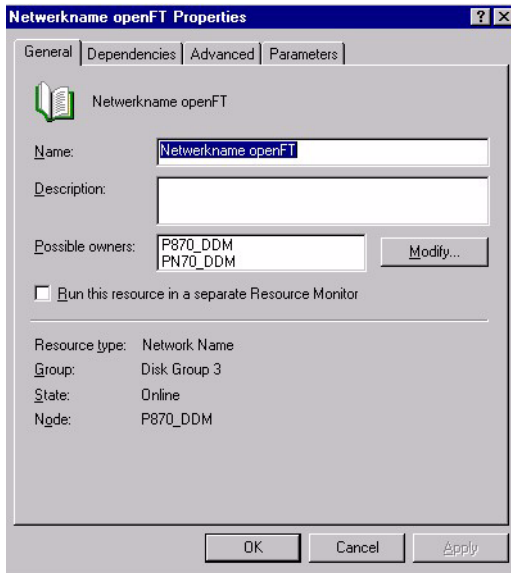 Netwerkname openFT Properties
General Dependencies Advanced Parameters
Netwerkname openFT
Name: Netwerkname openFT
Description:
Possible owners: P870_DDM
PN70_DDM
Modify...
Run this resource in a separate Resource Monitor
Resource type: Network Name
Group: Disk Group 3
State: Online
Node: P870_DDM
OK Cancel Apply